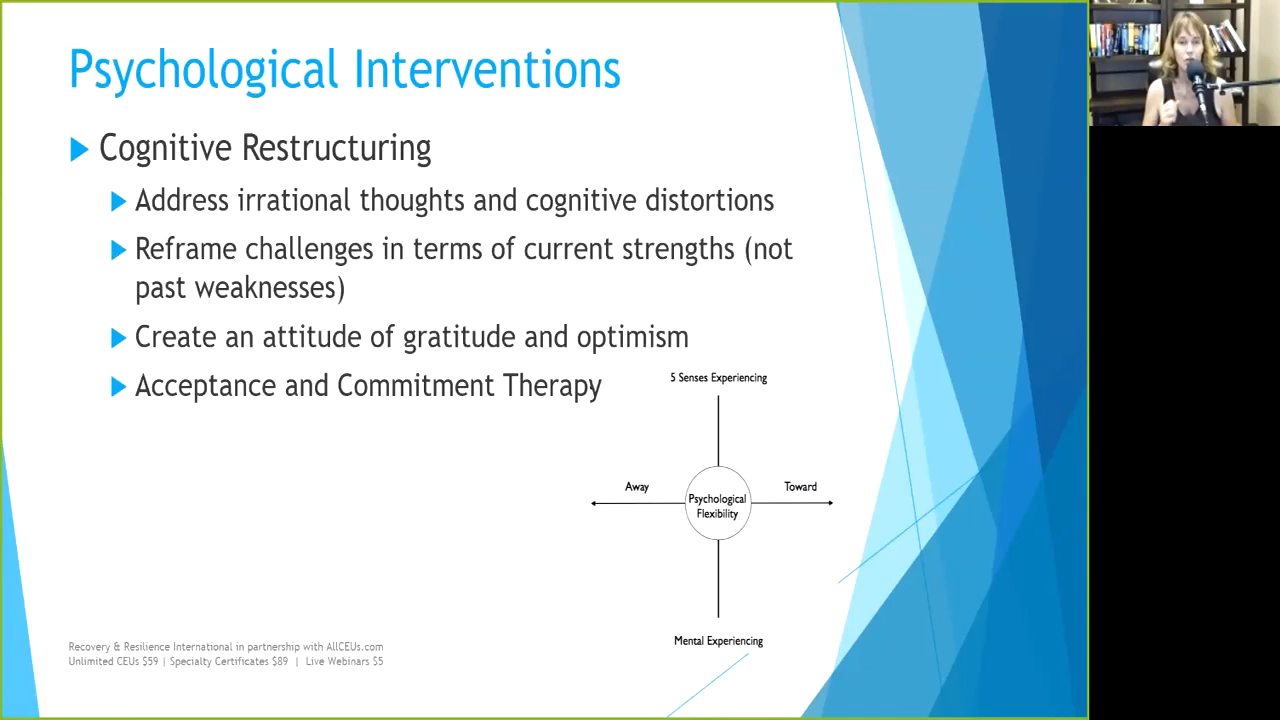 Psychological Interventions
Cognitive Restructuring
Address irrational thoughts and cognitive distortions
Reframe challenges in terms of current strengths (not
past weaknesses)
Create an attitude of gratitude and optimism
Acceptance and Commitment Therapy
5 Senses Experiencing
Away
Toward
Psychological
Flexibility
Mental Experiencing
Recovery & Resilience International in partnership with AllCEUs.com
Unlimited CEUs $59 | Specialty Certificates $89 | Live Webinars $5